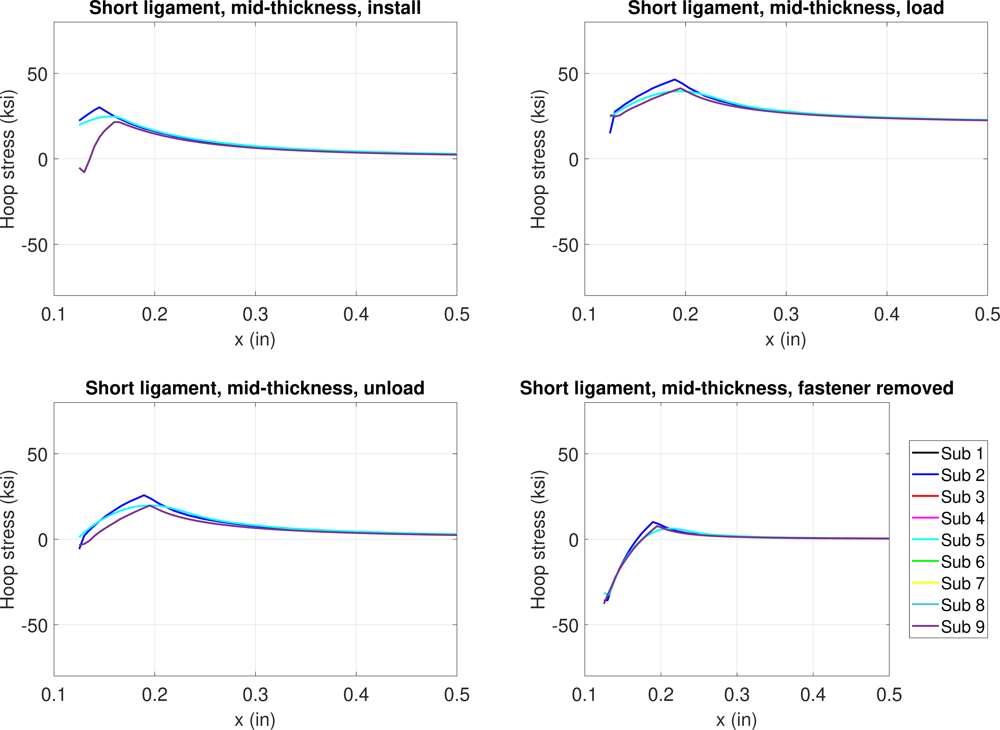 Short ligament, mid-thickness, install
50
0
-50
Hoop stress (ksi)
0.1 0.2 0.3 0.4 0.5
x (in)
Short ligament, mid-thickness, load
50
0
-50
Hoop stress (ksi)
0.1 0.2 0.3 0.4 0.5
x (in)
Short ligament, mid-thickness, unload
50
0
-50
Hoop stress (ksi)
0.1 0.2 0.3 0.4 0.5
x (in)
Short ligament, mid-thickness, fastener removed
50
0
-50
Hoop stress (ksi)
0.1 0.2 0.3 0.4 0.5
x (in)
Sub 1
Sub 2
Sub 3
Sub 4
Sub 5
Sub 6
Sub 7
Sub 8
Sub 9